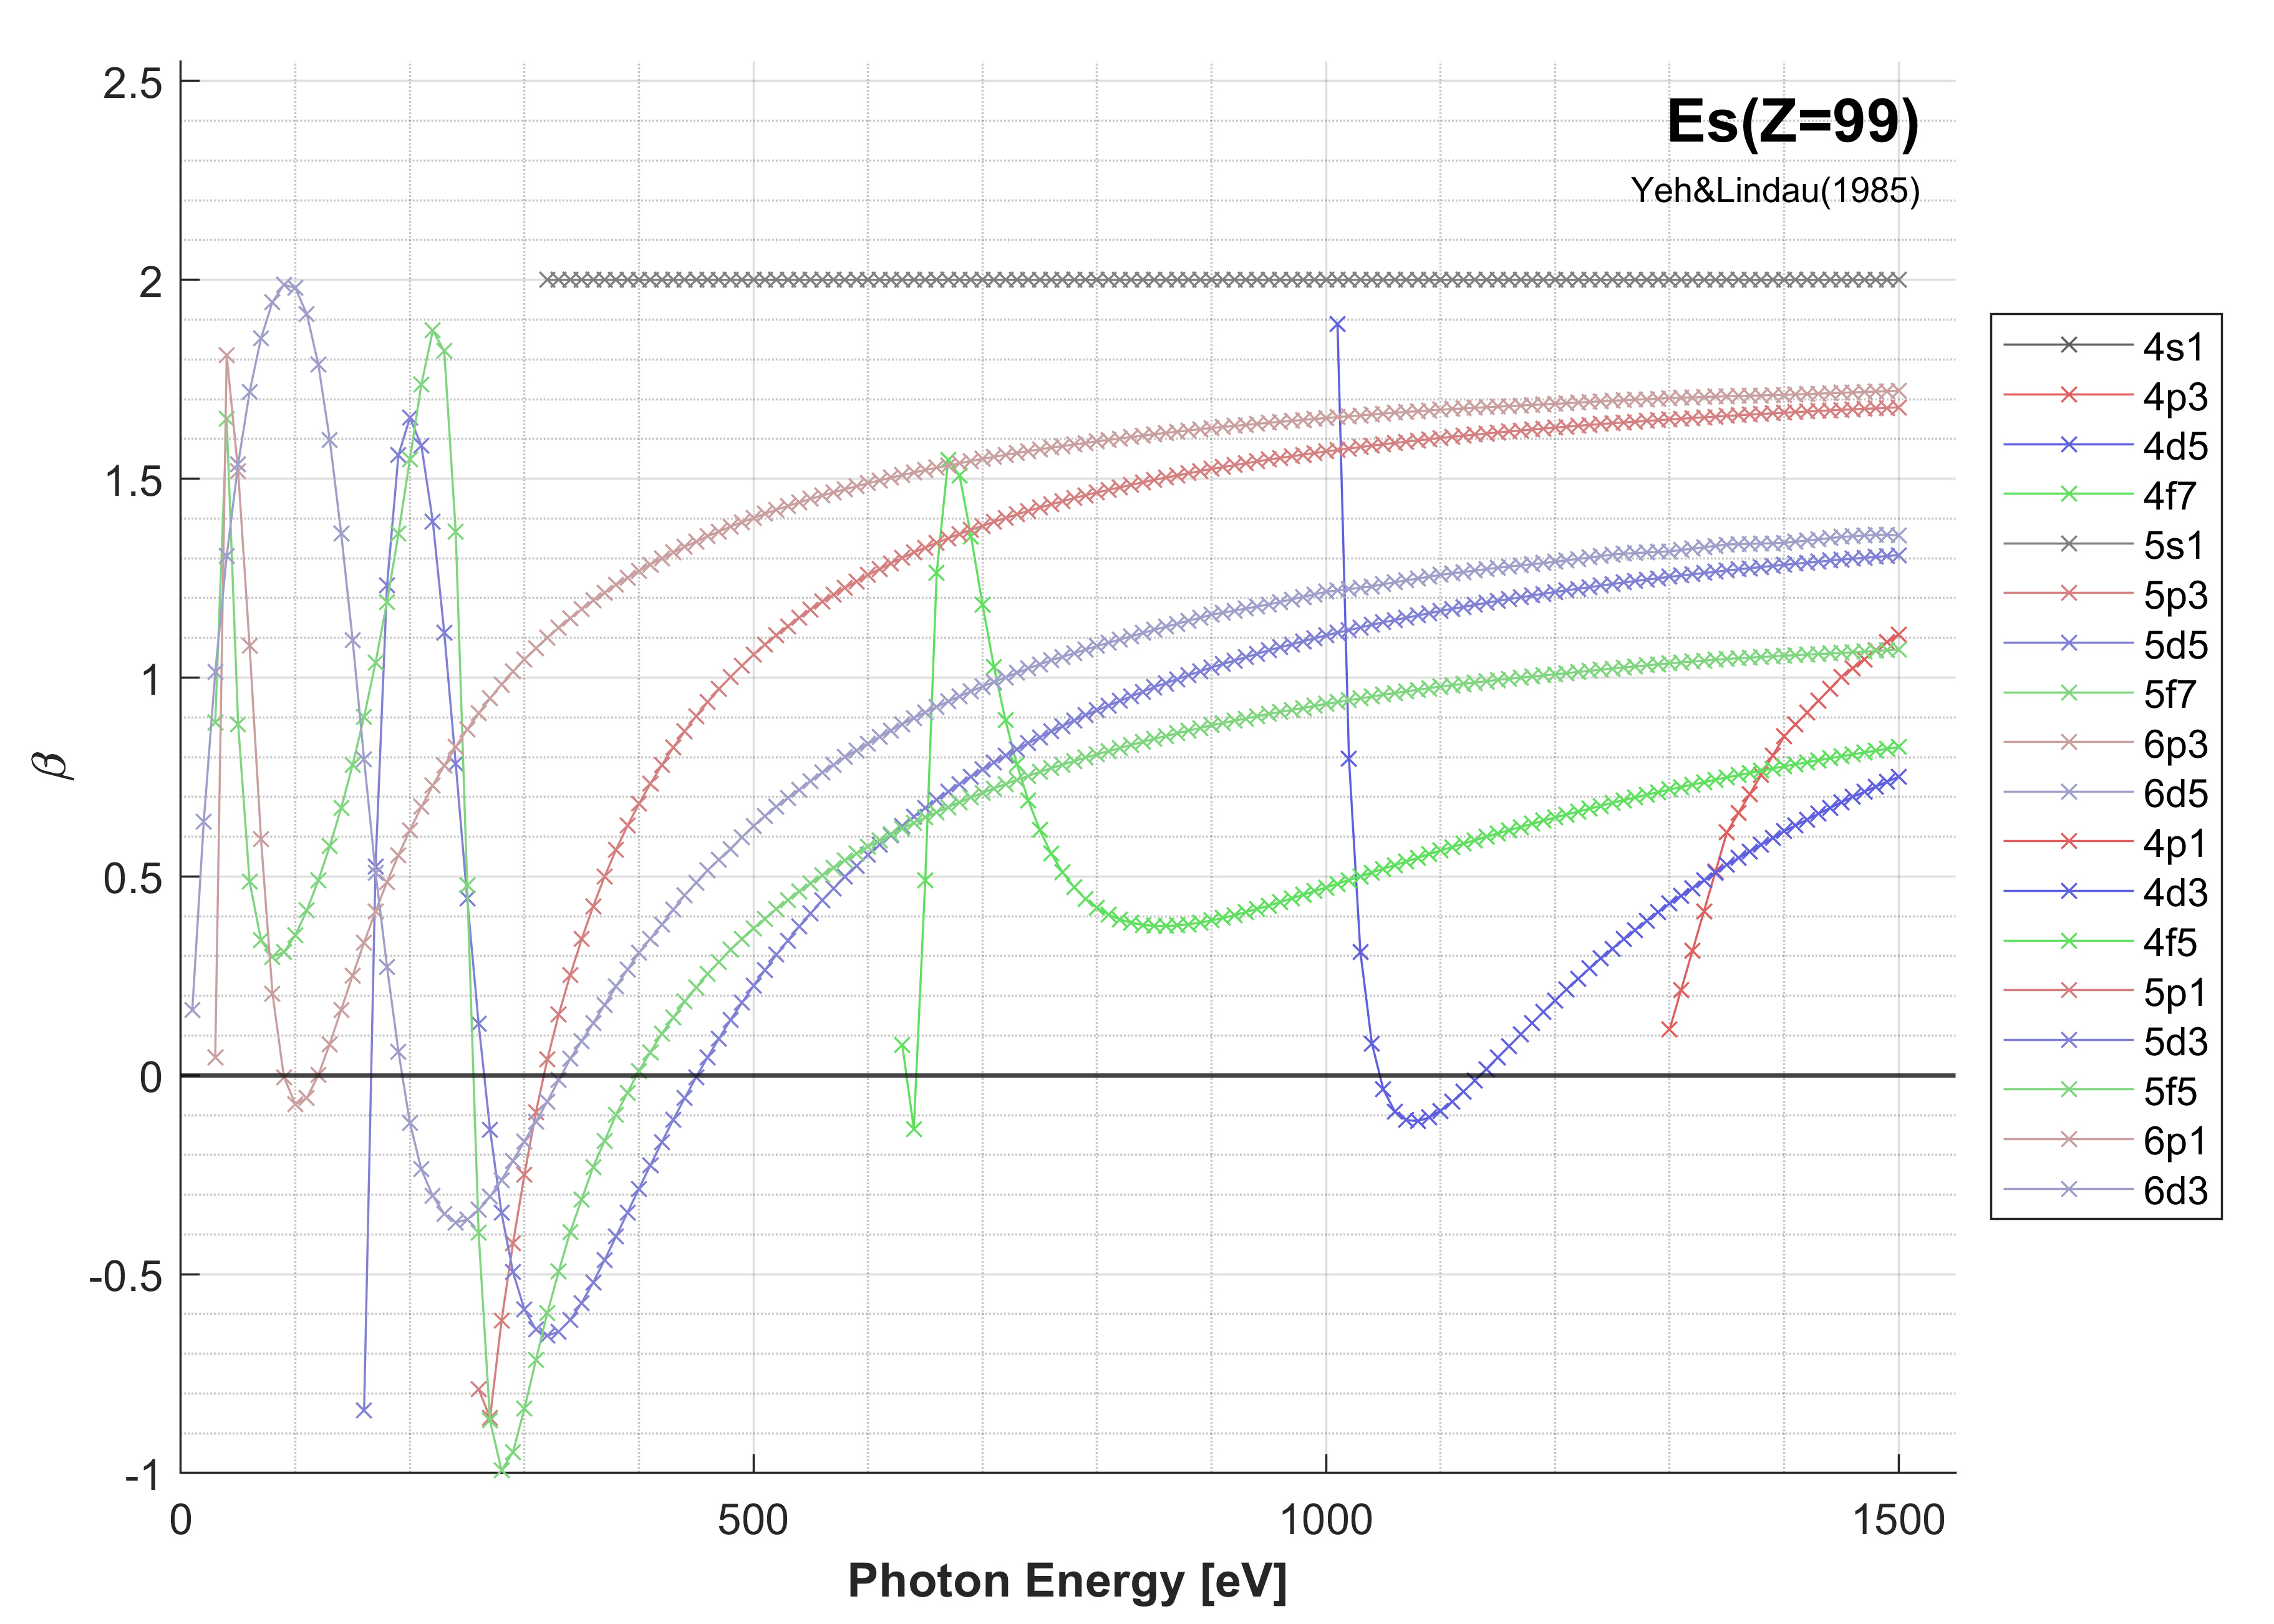 Es(Z=99)
Yeh&Lindau(1985)
2.5
2
1.5
1
0.5
0
-0.5
-1
β
0 500 1000 1500
Photon Energy [eV]
4s1
4p3
4d5
4f7
5s1
5p3
5d5
5f7
6p3
6d5
4p1
4d3
4f5
5p1
5d3
5f5
6p1
6d3